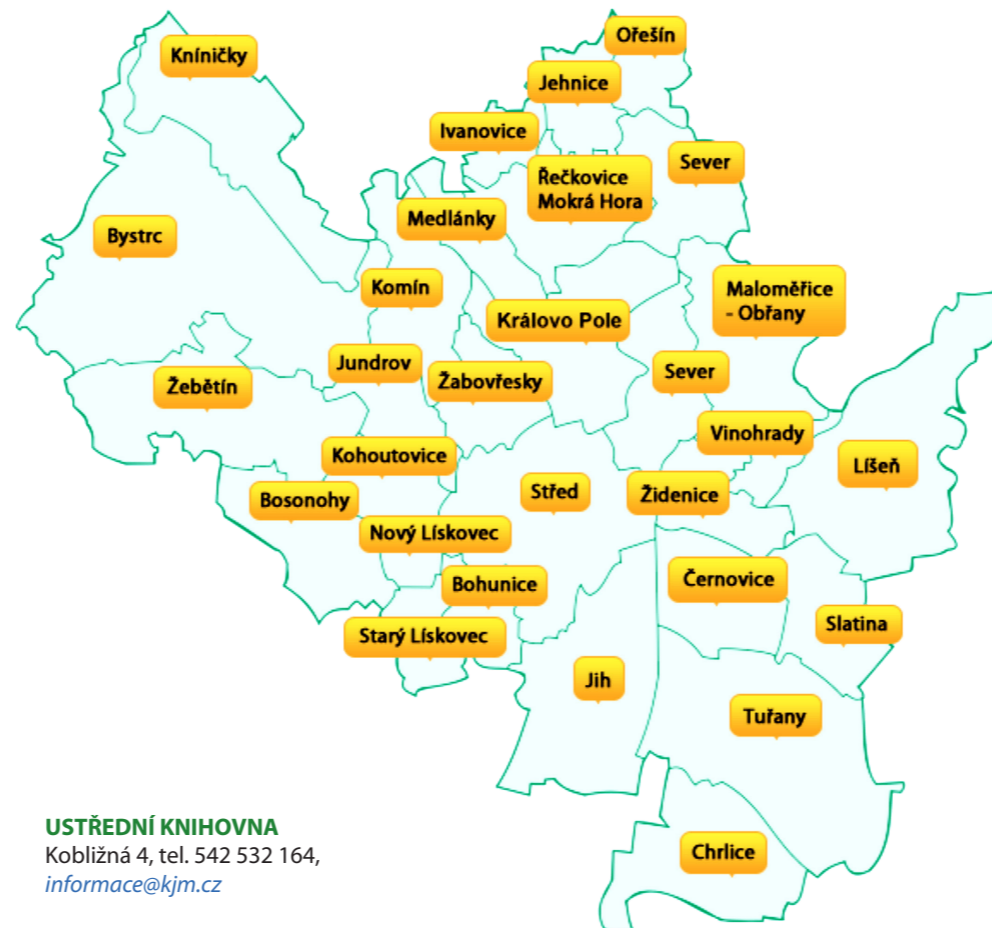 Ořešín
Kníničky
Jehnice
Ivanovice
Sever
Řečkovice
Mokrá Hora
Medlánky
Bystrc
Komín
Maloměřice
- Obřany
Královo Pole
Jundrov
Sever
Žabovřesky
Žebětín
Vinohrady
Kohoutovice
Líšeň
Střed
Židenice
Bosonohy
Nový Lískovec
Černovice
Bohunice
Slatina
Starý Lískovec
Jih
Tuřany
Chrlice
USTŘEDNÍ KNIHOVNA
Kobližná 4, tel. 542 532 164,
informace@kjm.cz